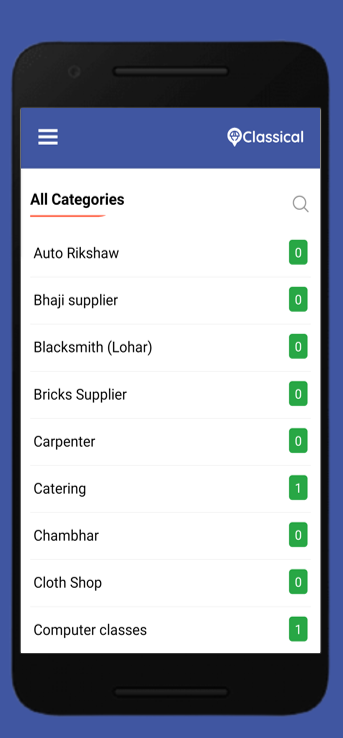 Classical
All Categories
Auto Rikshaw 0
Bhaji supplier 0
Blacksmith (Lohar) 0
Bricks Supplier 0
Carpenter 0
Catering 1
Chambhar 0
Cloth Shop 0
Computer classes 1